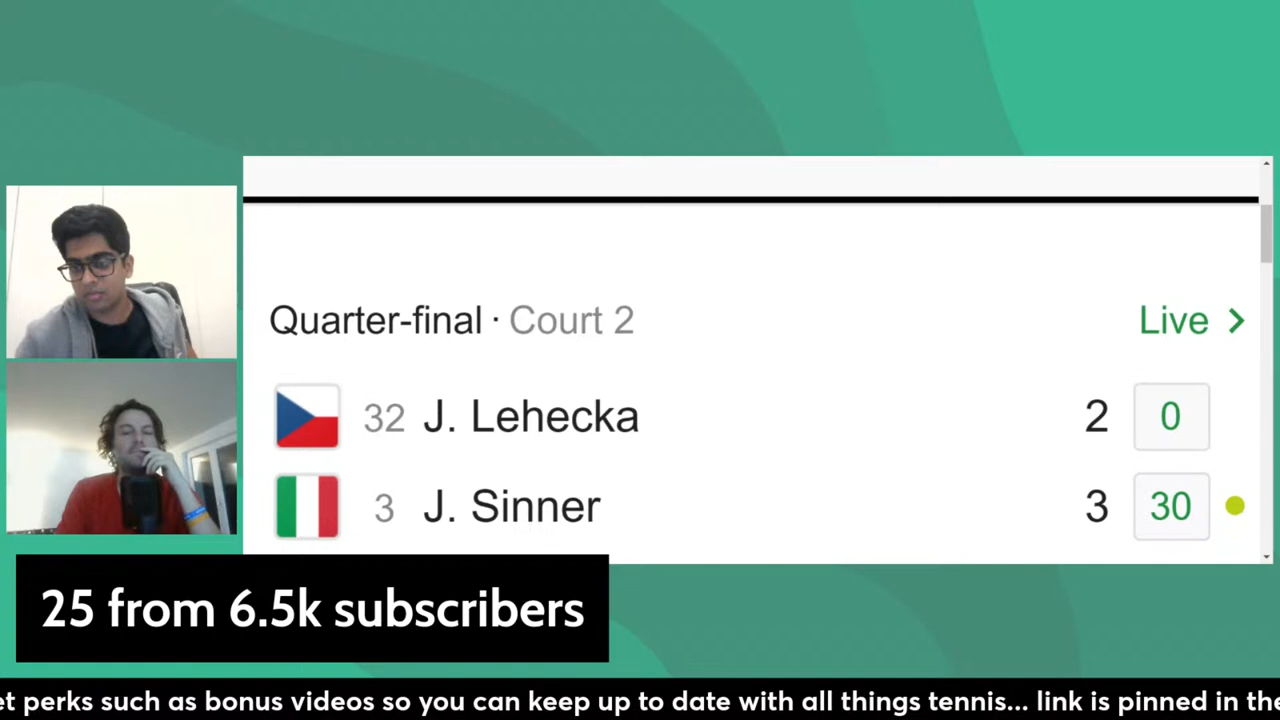 Quarter-final · Court 2
Live
32 J. Lehecka 2 0
3 J. Sinner 3 30
25 from 6.5k subscribers
perks such as bonus videos so you can keep up to date with all things tennis... link is pinned in the